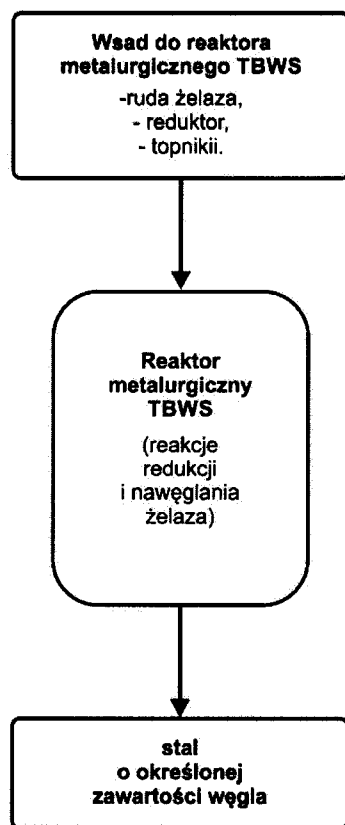 Wsad do reaktora
metalurgicznego TBWS
-ruda żelaza,
- reduktor,
- topnikii.
Reaktor
metalurgiczny
TBWS
(reakcje
redukcji
i nawęglania
żelaza)
stal
o określonej
zawartości węgla